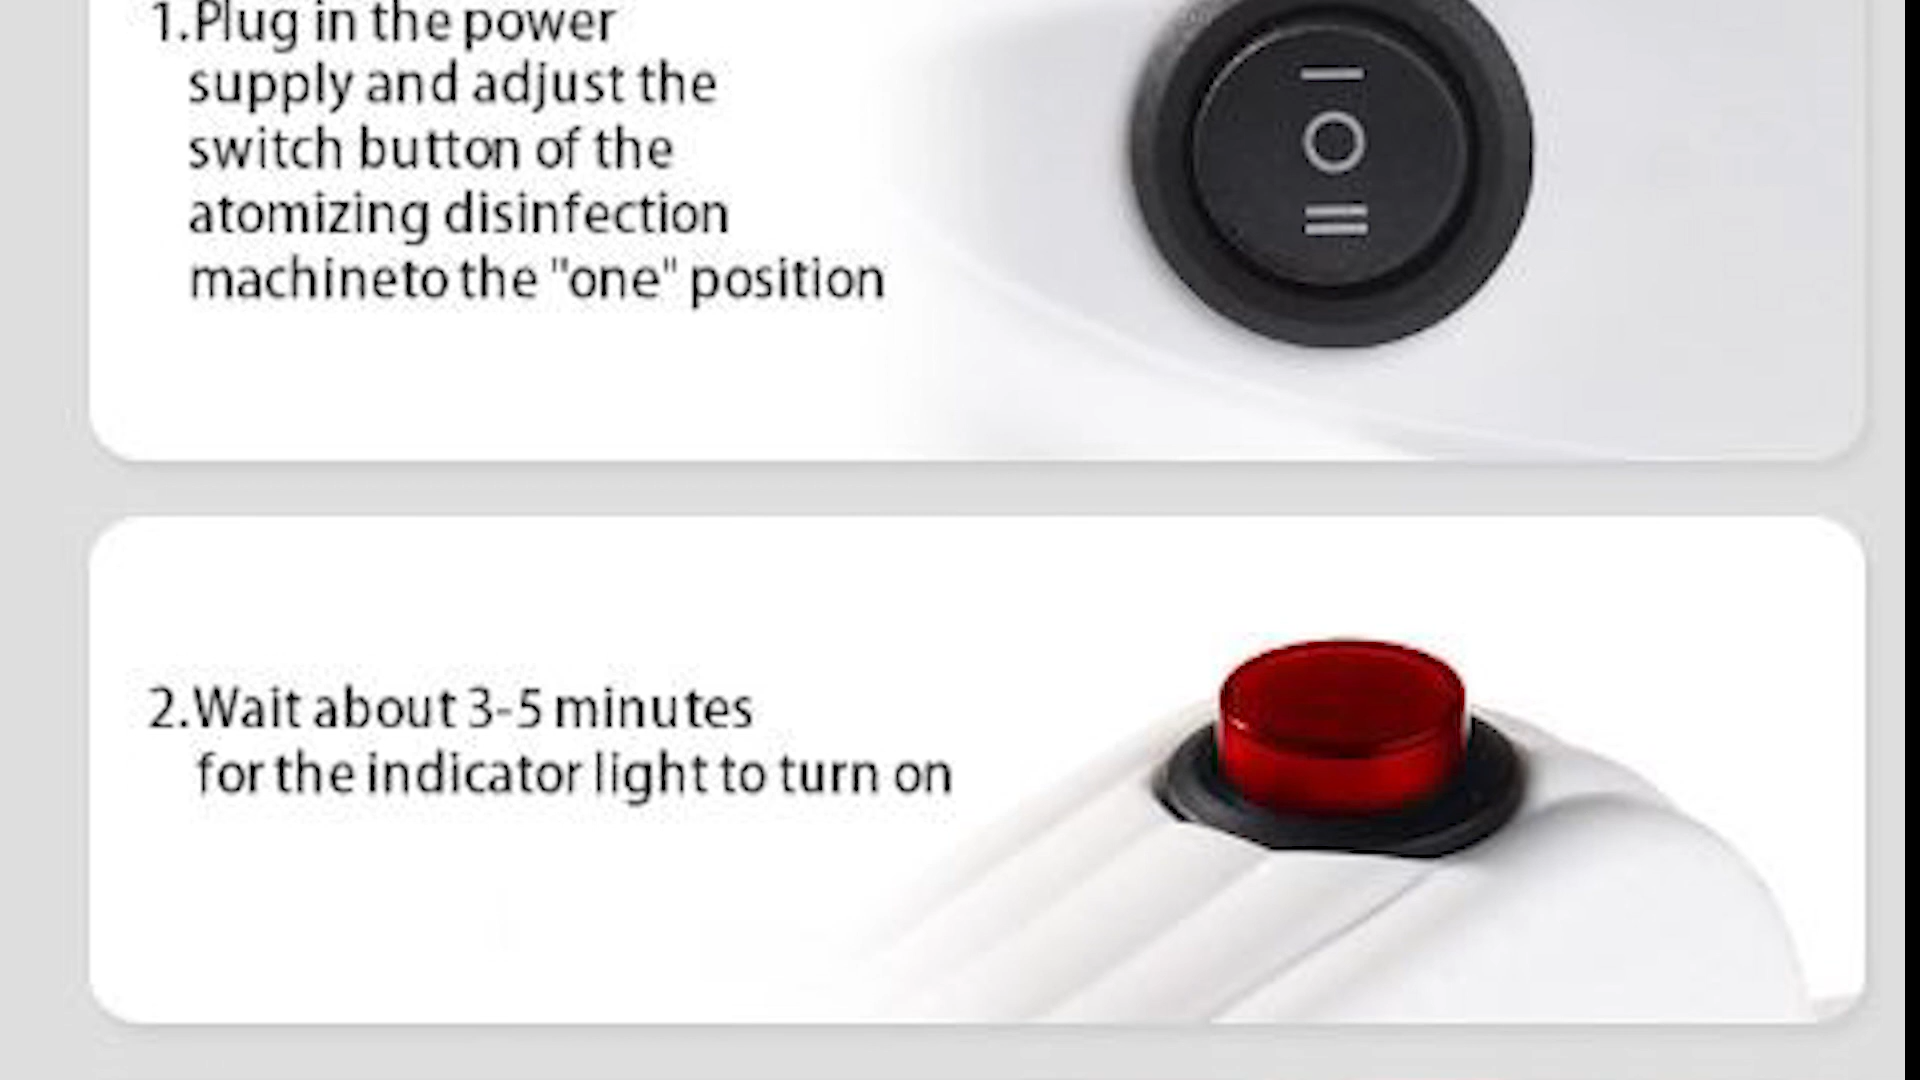 1.Plug in the power
supply and adjust the
switch button of the
atomizing disinfection
machineto the "one" position
2.Wait about 3-5 minutes
for the indicator light to turn on